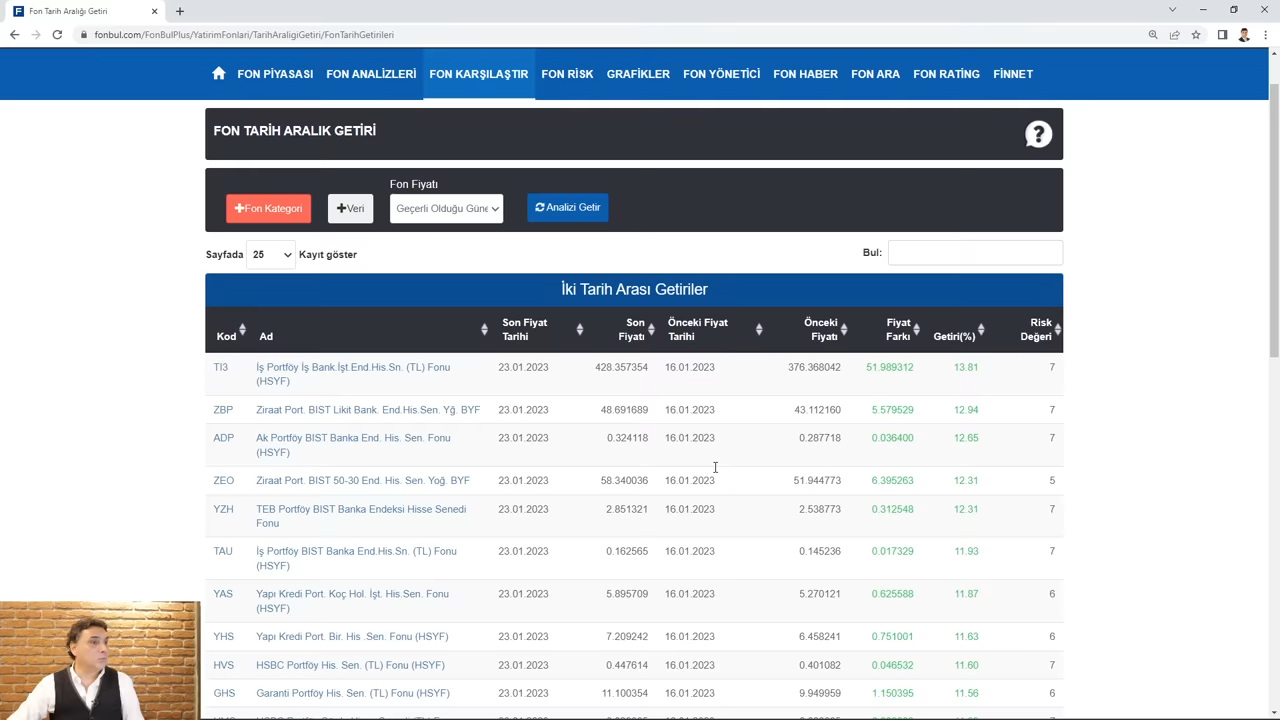 Fon Tarih Aralığı Getiri
fonbul.com/FonBulPlus/YatirimFonlari/TarihAraligiGetiri/FonTarihGetirileri
FON PİYASASI FON ANALİZLERİ FON KARŞILAŞTIR FON RİSK GRAFİKLER FON YÖNETİCİ FON HABER FON ARA FON RATING FİNNET
FON TARİH ARALIK GETİRİ
Fon Fiyatı
+Fon Kategori +Veri Geçerli Olduğu Güne Analizi Getir
Sayfada 25 Kayıt göster Bul:
İki Tarih Arası Getiriler
Kod Ad Son Fiyat Tarihi Son Fiyatı Önceki Fiyat Tarihi Önceki Fiyatı Fiyat Farkı Getiri(%) Risk Değeri
TI3 İş Portföy İş Bank.İşt.End.His.Sn. (TL) Fonu 23.01.2023 428.357354 16.01.2023 376.368042 51.989312 13.81 7
(HSYF)
ZBP Ziraat Port. BIST Likit Bank. End.His.Sen. Yğ. BYF 23.01.2023 48.691689 16.01.2023 43.112160 5.579529 12.94 7
ADP Ak Portföy BIST Banka End. His. Sen. Fonu 23.01.2023 0.324118 16.01.2023 0.287718 0.036400 12.65 7
(HSYF)
ZEO Ziraat Port. BIST 50-30 End. His. Sen. Yoğ. BYF 23.01.2023 58.340036 16.01.2023 51.944773 6.395263 12.31 5
YZH TEB Portföy BIST Banka Endeksi Hisse Senedi 23.01.2023 2.851321 16.01.2023 2.538773 0.312548 12.31 7
Fonu
TAU İş Portföy BIST Banka End.His.Sn. (TL) Fonu 23.01.2023 0.162565 16.01.2023 0.145236 0.017329 11.93 7
(HSYF)
YAS Yapı Kredi Port. Koç Hol. İşt. His.Sen. Fonu 23.01.2023 5.895709 16.01.2023 5.270121 0.625588 11.87 6
(HSYF)
YHS Yapı Kredi Port. Bir. His .Sen. Fonu (HSYF) 23.01.2023 7.209242 16.01.2023 6.458241 0.751001 11.63 6
HVS HSBC Portföy His. Sen. (TL) Fonu (HSYF) 23.01.2023 0.447614 16.01.2023 0.401082 0.046532 11.60 7
GHS Garanti Portföy His. Sen. (TL) Fonu (HSYF) 23.01.2023 11.100354 16.01.2023 9.949959 1.150395 11.56 6